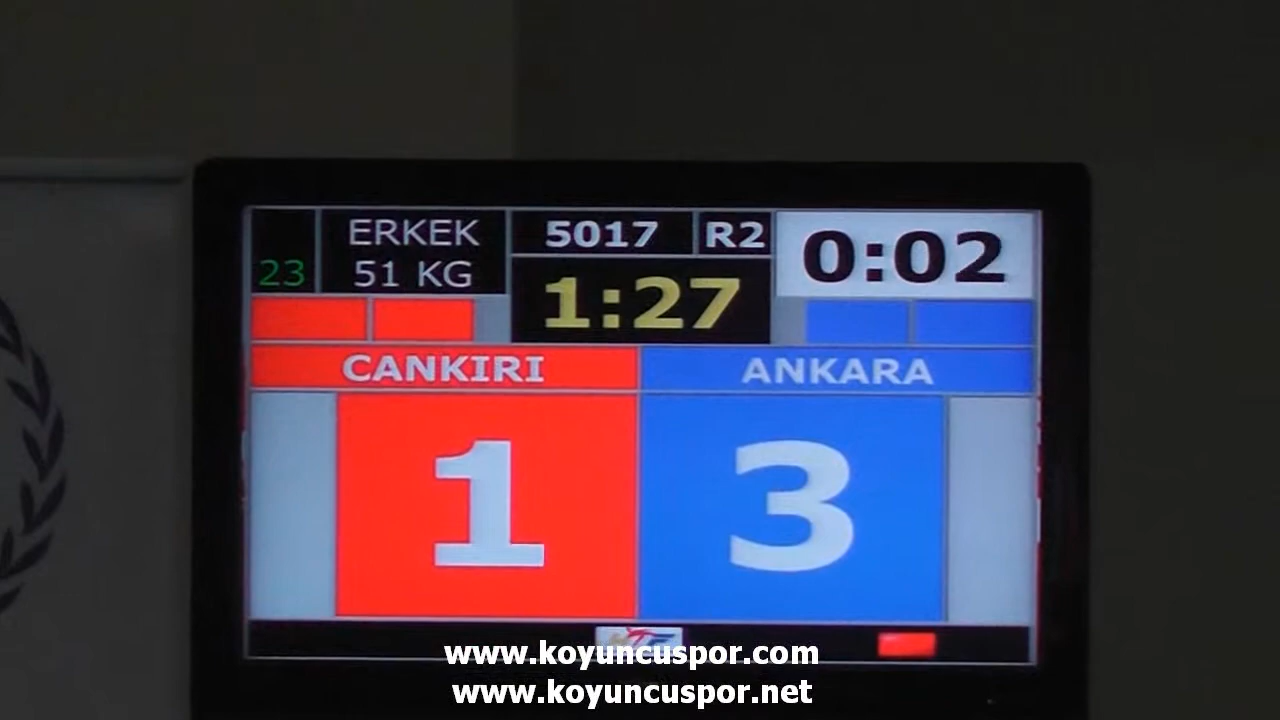 ERKEK
51 KG
23
5017
R2
1:27
0:02
CANKIRI
ANKARA
1
3
www.koyuncuspor.com
www.koyuncuspor.net